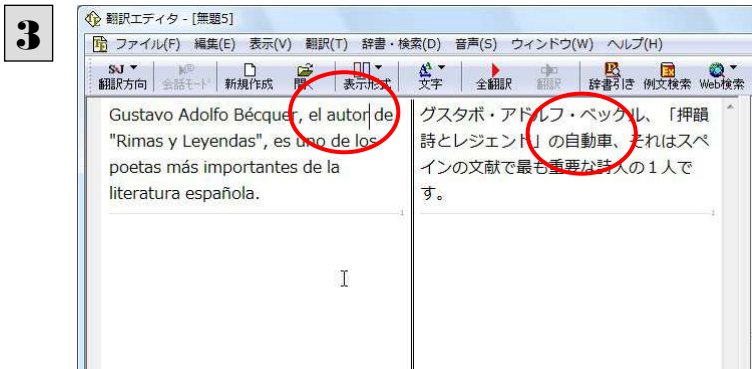 3
翻訳エディタ - [無題5]
ファイル(F) 編集(E) 表示(V) 翻訳(T) 辞書・検索(D) 音声(S) ウィンドウ(W) ヘルプ(H)
翻訳方向 会話モード 新規作成 開く 表示形式 文字 全翻訳 翻訳 辞書引き 例文検索 Web検索
Gustavo Adolfo Bécquer, el autor de
"Rimas y Leyendas", es uno de los
poetas más importantes de la
literatura española.
1
グスタボ・アドルフ・ベックル、「押韻
詩とレジェンド」の自動車、それはスペ
インの文献で最も重要な詩人の1人で
す。
1